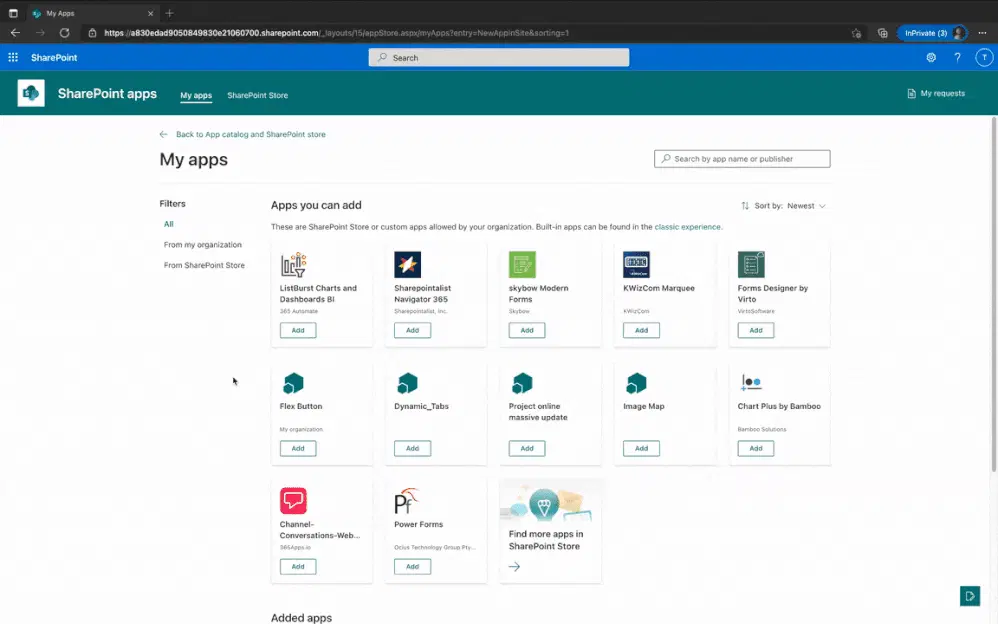 My Apps
https://a830edad9050849830e21060700.sharepoint.com/_layouts/15/appStore.aspx/myApps?entry=NewAppinSite&sorting=1
InPrivate (3)
SharePoint
Search
?
T
SharePoint apps
My apps
SharePoint Store
My requests
Back to App catalog and SharePoint store
My apps
Search by app name or publisher
Filters
All
From my organization
From SharePoint Store
Apps you can add
Sort by: Newest
These are SharePoint Store or custom apps allowed by your organization. Built-in apps can be found in the classic experience.
ListBurst Charts and
Dashboards BI
365 Automate
Add
Sharepointalist
Navigator 365
Sharepointalist, Inc.
Add
skybow Modern
Forms
Skybow
Add
KWizCom Marquee
KWizCom
Add
Forms Designer by
Virto
VirtoSoftware
Add
Flex Button
My organization
Add
Dynamic_Tabs
Add
Project online
massive update
Add
Image Map
Add
Chart Plus by Bamboo
Bamboo Solutions
Add
Channel-
Conversations-Web...
365Apps.io
Add
Pf
Power Forms
Ocius Technology Group Pty...
Add
Find more apps in
SharePoint Store
Added apps